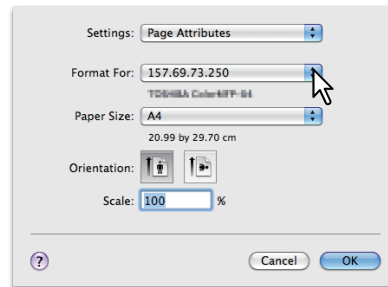 Settings: Page Attributes
Format For: 157.69.73.250
Paper Size: A4
20.99 by 29.70 cm
Orientation:
Scale: 100 %
? Cancel OK